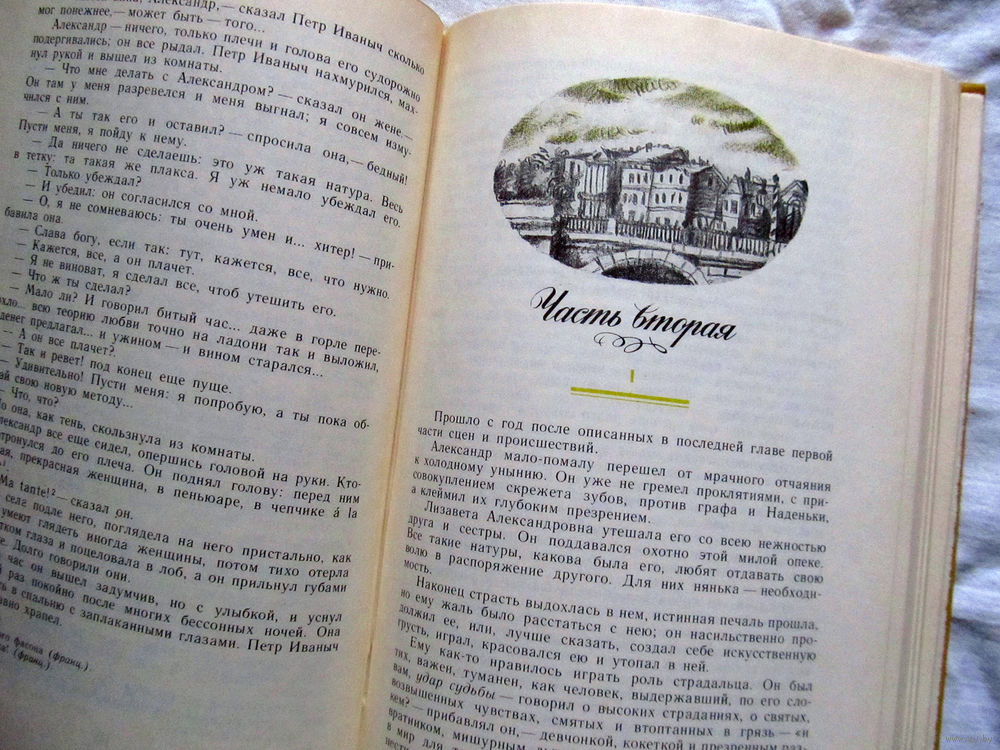 Александр,— сказал Петр Иваныч сколько
мог понежнее,— может быть — того...
Александр — ничего, только плечи и голова его судорожно
подергивались; он все рыдал. Петр Иваныч нахмурился, мах-
нул рукой и вышел из комнаты.
— Что мне делать с Александром? — сказал он жене.—
Он там у меня разревелся и меня выгнал; я совсем изму-
чился с ним.
— А ты так его и оставил? — спросила она,— бедный!
Пусти меня, я пойду к нему.
— Да ничего не сделаешь: это уж такая натура. Весь
в тетку: та такая же плакса. Я уж немало убеждал его.
— Только убеждал?
— И убедил: он согласился со мной.
— О, я не сомневаюсь: ты очень умен и... хитер! — при-
бавила она.
— Слава богу, если так: тут, кажется, все, что нужно.
— Кажется, все, а он плачет.
— Я не виноват, я сделал все, чтоб утешить его.
— Что ж ты сделал?
— Мало ли? И говорил битый час... даже в горле пере-
охло... всю теорию любви точно на ладони так и выложил,
денег предлагал... и ужином — и вином старался...
— А он все плачет?
— Так и ревет! под конец еще пуще.
— Удивительно! Пусти меня: я попробую, а ты пока об-
ай свою новую методу...
— Что, что?
о она, как тень, скользнула из комнаты.
лександр все еще сидел, опершись головой на руки. Кто-
тронулся до его плеча. Он поднял голову: перед ним
ая, прекрасная женщина, в пеньюаре, в чепчике á la
Ma tante!² — сказал он.
села подле него, поглядела на него пристально, как
умеют глядеть иногда женщины, потом тихо отерла
тком глаза и поцеловала в лоб, а он прильнул губами
е. Долго говорили они.
час он вышел задумчив, но с улыбкой, и уснул
раз покойно после многих бессонных ночей. Она
ь в спальню с заплаканными глазами. Петр Иваныч
авно храпел.
го фасона (франц.).
а! (франц.).
Часть вторая
I
Прошло с год после описанных в последней главе первой
части сцен и происшествий.
Александр мало-помалу перешел от мрачного отчаяния
к холодному унынию. Он уже не гремел проклятиями, с при-
совокуплением скрежета зубов, против графа и Наденьки,
а клеймил их глубоким презрением.
Лизавета Александровна утешала его со всею нежностью
друга и сестры. Он поддавался охотно этой милой опеке.
Все такие натуры, какова была его, любят отдавать свою
волю в распоряжение другого. Для них нянька — необходи-
мость.
Наконец страсть выдохлась в нем, истинная печаль прошла,
но ему жаль было расстаться с нею; он насильственно про-
должил ее, или, лучше сказать, создал себе искусственную
грусть, играл, красовался ею и утопал в ней.
Ему как-то нравилось играть роль страдальца. Он был
тих, важен, туманен, как человек, выдержавший, по его сло-
вам, удар судьбы — говорил о высоких страданиях, о святых,
возвышенных чувствах, смятых и втоптанных в грязь — «и
кем? — прибавлял он,— девчонкой, кокеткой и презренным раз-
вратником, мишурным
в мир для